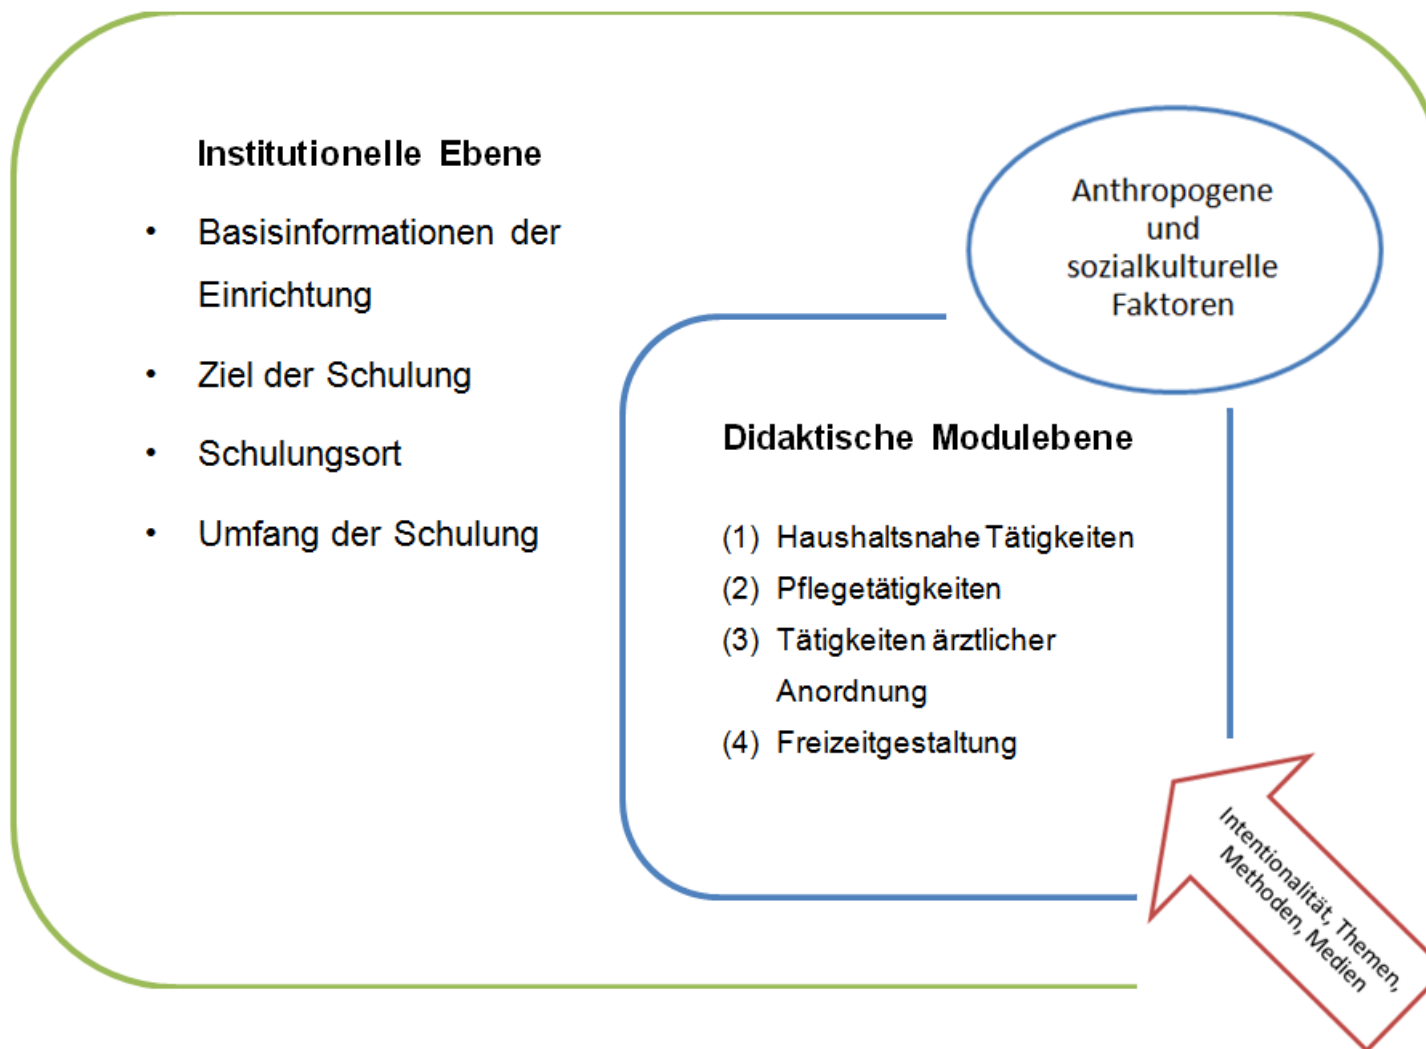 Institutionelle Ebene
• Basisinformationen der
Einrichtung
• Ziel der Schulung
• Schulungsort
• Umfang der Schulung
Anthropogene
und
sozialkulturelle
Faktoren
Didaktische Modulebene
(1) Haushaltsnahe Tätigkeiten
(2) Pflegetätigkeiten
(3) Tätigkeiten ärztlicher
Anordnung
(4) Freizeitgestaltung
Intentionalität, Themen,
Methoden, Medien